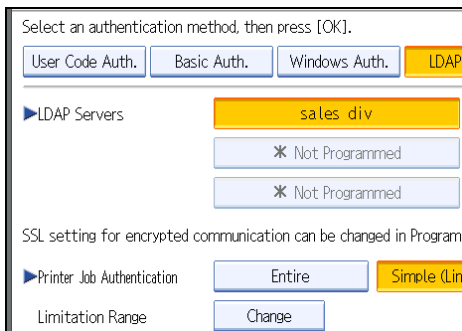 Select an authentication method, then press [OK].
User Code Auth. Basic Auth. Windows Auth. LDAP
▶LDAP Servers sales div
✱ Not Programmed
✱ Not Programmed
SSL setting for encrypted communication can be changed in Program
▶Printer Job Authentication Entire Simple (Lin
Limitation Range Change